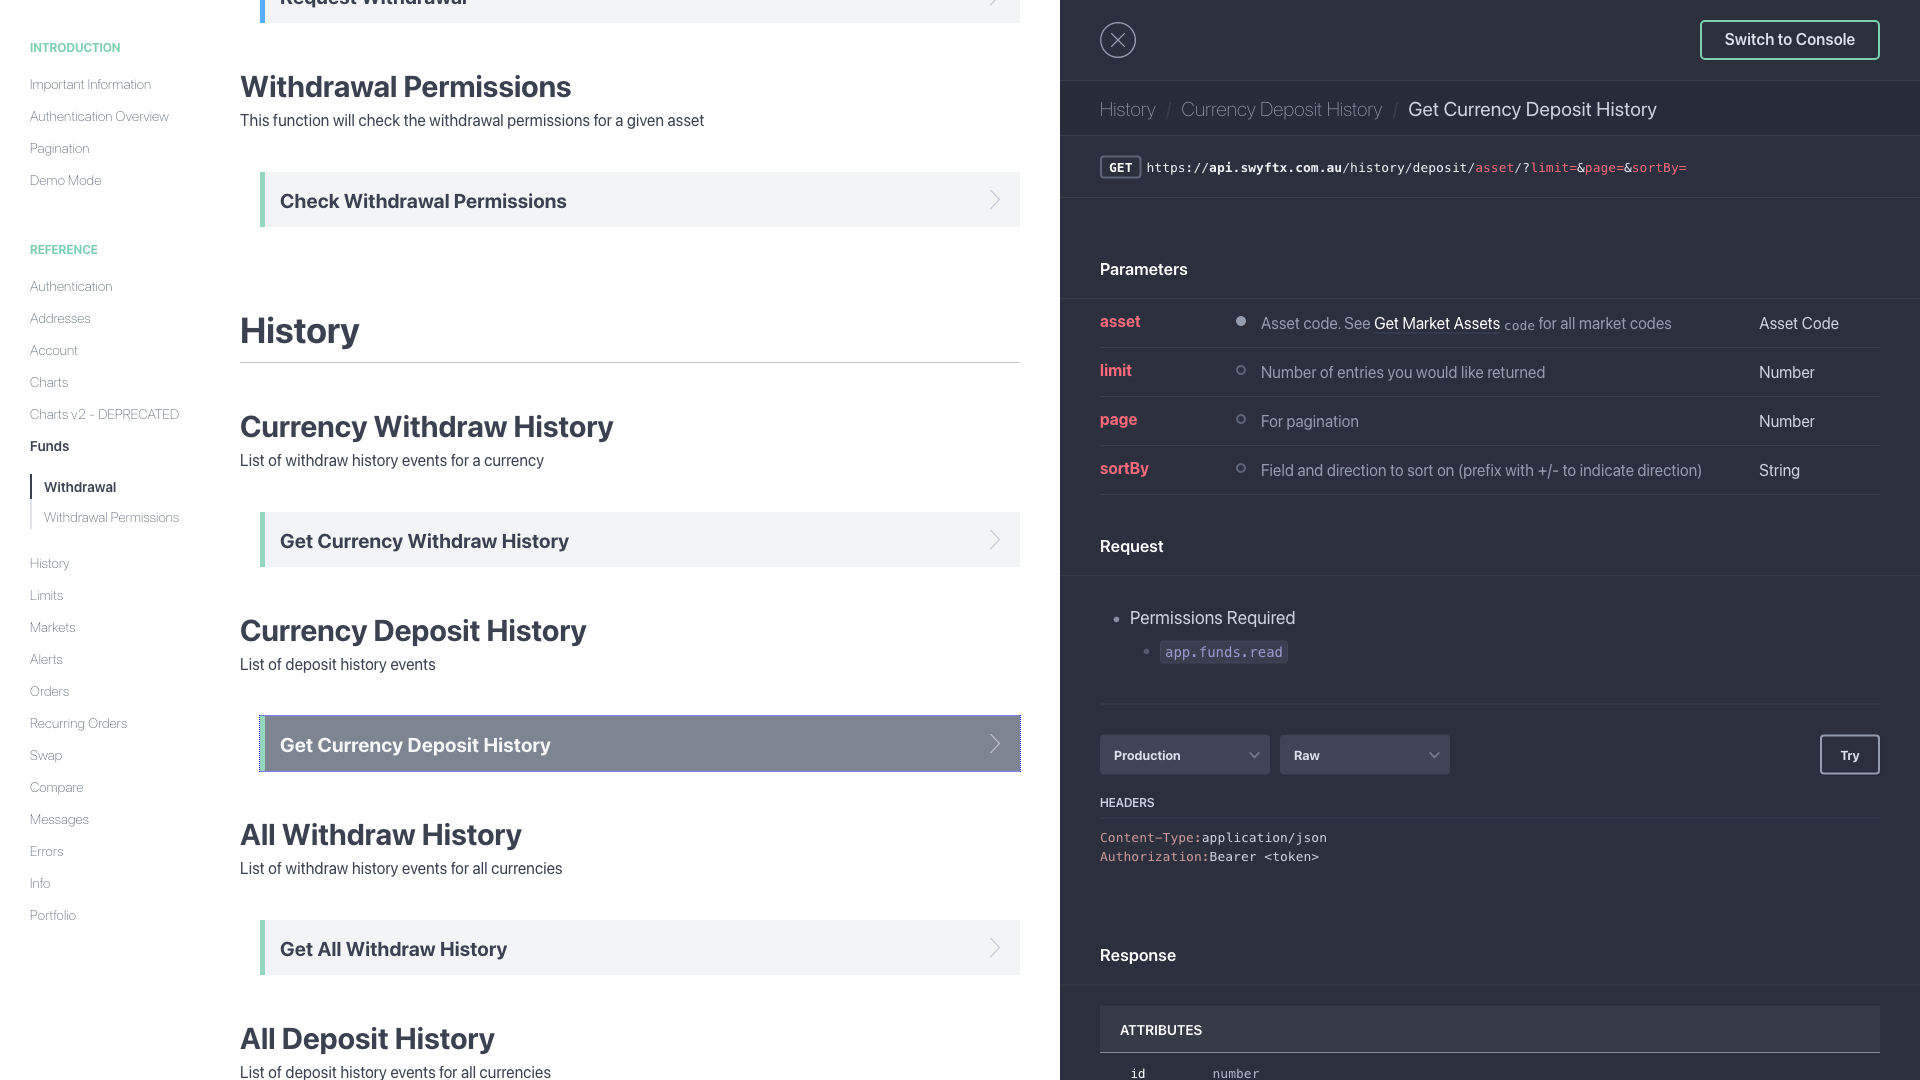 INTRODUCTION
Important Information
Authentication Overview
Pagination
Demo Mode
REFERENCE
Authentication
Addresses
Account
Charts
Charts v2 - DEPRECATED
Funds
Withdrawal
Withdrawal Permissions
History
Limits
Markets
Alerts
Orders
Recurring Orders
Swap
Compare
Messages
Errors
Info
Portfolio
Request Withdrawal
Withdrawal Permissions
This function will check the withdrawal permissions for a given asset
Check Withdrawal Permissions
History
Currency Withdraw History
List of withdraw history events for a currency
Get Currency Withdraw History
Currency Deposit History
List of deposit history events
Get Currency Deposit History
All Withdraw History
List of withdraw history events for all currencies
Get All Withdraw History
All Deposit History
List of deposit history events for all currencies
Switch to Console
History / Currency Deposit History / Get Currency Deposit History
GET https://api.swyftx.com.au/history/deposit/asset/?limit=&page=&sortBy=
Parameters
asset Asset code. See Get Market Assets code for all market codes Asset Code
limit Number of entries you would like returned Number
page For pagination Number
sortBy Field and direction to sort on (prefix with +/- to indicate direction) String
Request
• Permissions Required
• app.funds.read
Production Raw Try
HEADERS
Content-Type:application/json
Authorization:Bearer <token>
Response
ATTRIBUTES
id number